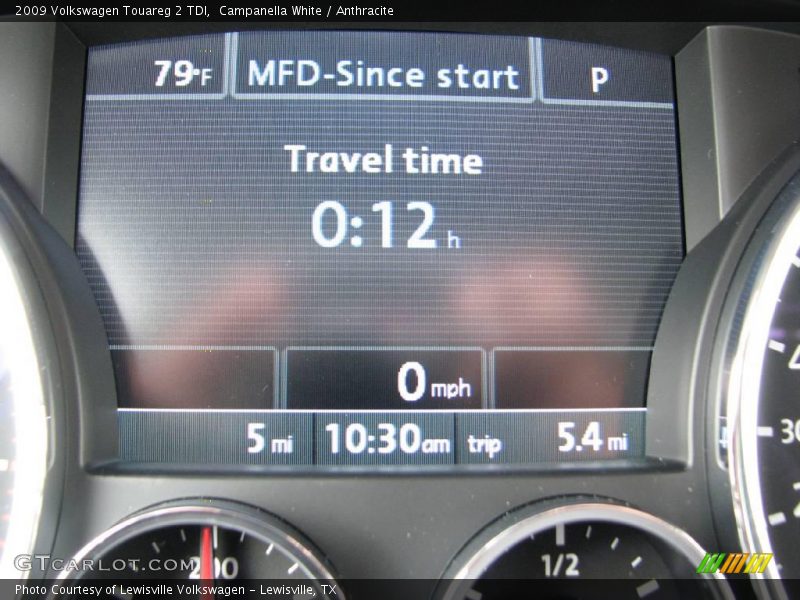 2009 Volkswagen Touareg 2 TDI, Campanella White / Anthracite
79°F MFD-Since start P
Travel time
0:12 h
0 mph
5 mi 10:30 am trip 5.4 mi
30
200 1/2
GTCARLOT.COM
Photo Courtesy of Lewisville Volkswagen - Lewisville, TX